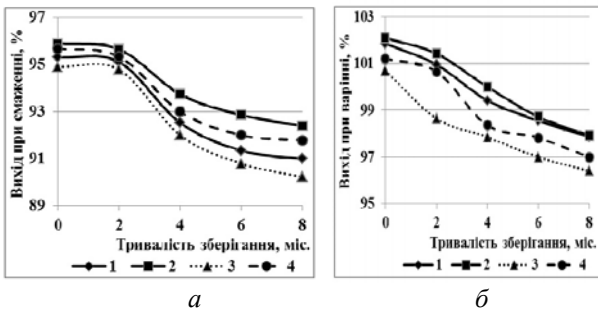 Вихід при смаженні, %
97
95
93
91
89
0 2 4 6 8
Тривалість зберігання, міс.
1 2 3 4
а
Вихід при варінні, %
103
101
99
97
95
0 2 4 6 8
Тривалість зберігання, міс.
1 2 3 4
б